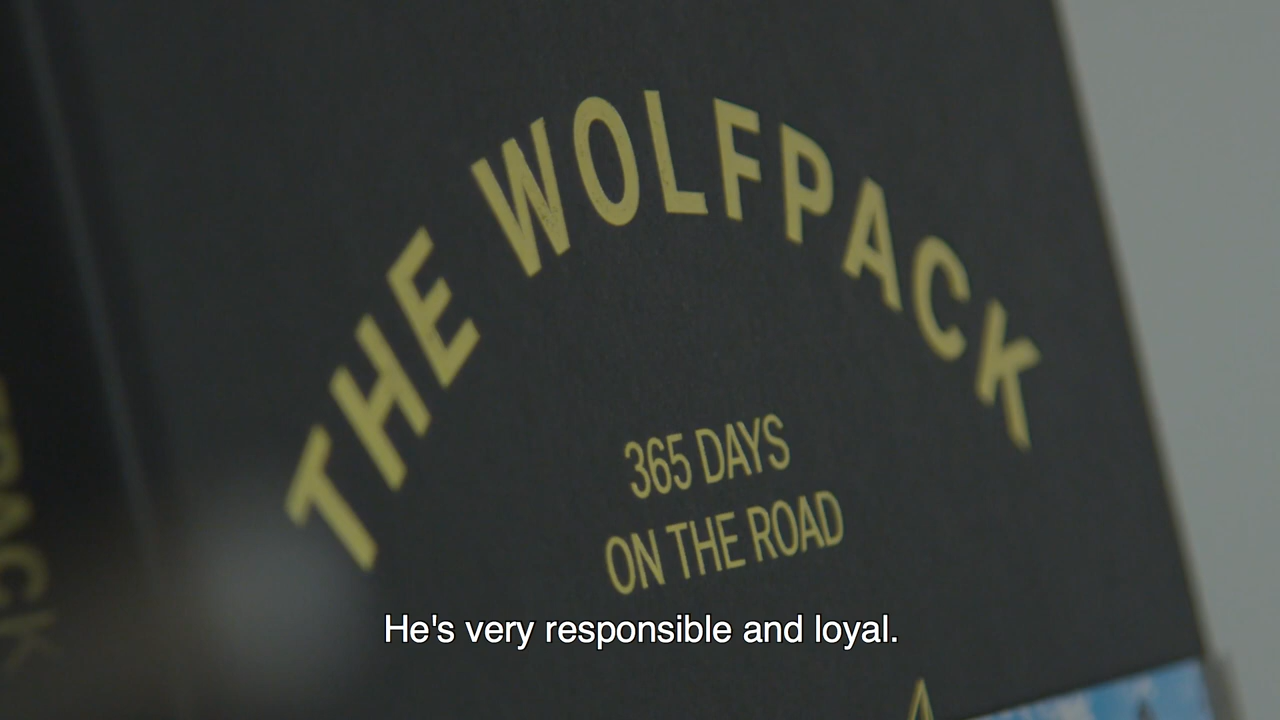 THE WOLFPACK
365 DAYS
ON THE ROAD
He's very responsible and loyal.